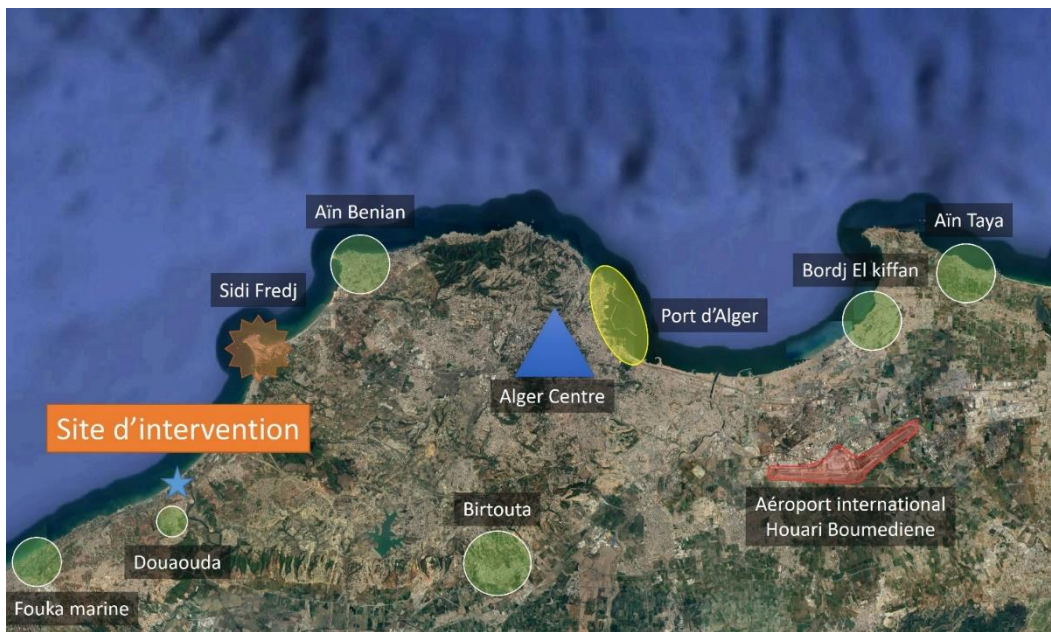 Aïn Benian
Aïn Taya
Bordj El kiffan
Sidi Fredj
Port d’Alger
Alger Centre
Site d’intervention
Aéroport international
Houari Boumediene
Birtouta
Douaouda
Fouka marine